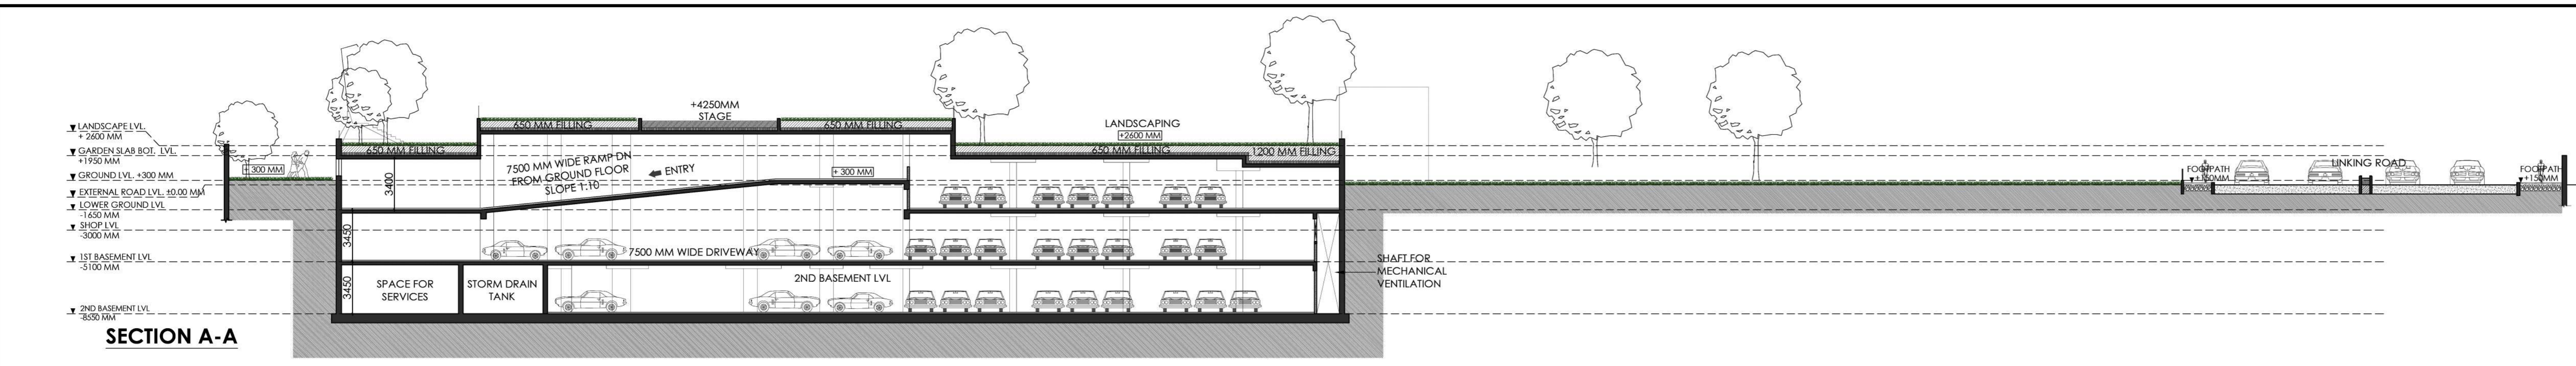 LANDSCAPE LVL.
+ 2600 MM
GARDEN SLAB BOT. LVL.
+1950 MM
GROUND LVL. +300 MM
EXTERNAL ROAD LVL. ±0.00 MM
LOWER GROUND LVL
-1650 MM
SHOP LVL
-3000 MM
1ST BASEMENT LVL
-5100 MM
2ND BASEMENT LVL
-8550 MM
SECTION A-A
+ 300 MM
650 MM FILLING
3400
3450
3450
+4250MM
STAGE
650 MM FILLING
650 MM FILLING
7500 MM WIDE RAMP DN
FROM GROUND FLOOR
SLOPE 1:10
ENTRY
+ 300 MM
7500 MM WIDE DRIVEWAY
SPACE FOR
SERVICES
STORM DRAIN
TANK
2ND BASEMENT LVL
LANDSCAPING
+2600 MM
650 MM FILLING
1200 MM FILLING
SHAFT FOR
MECHANICAL
VENTILATION
FOOTPATH
+150MM
LINKING ROAD
FOOTPATH
+150MM